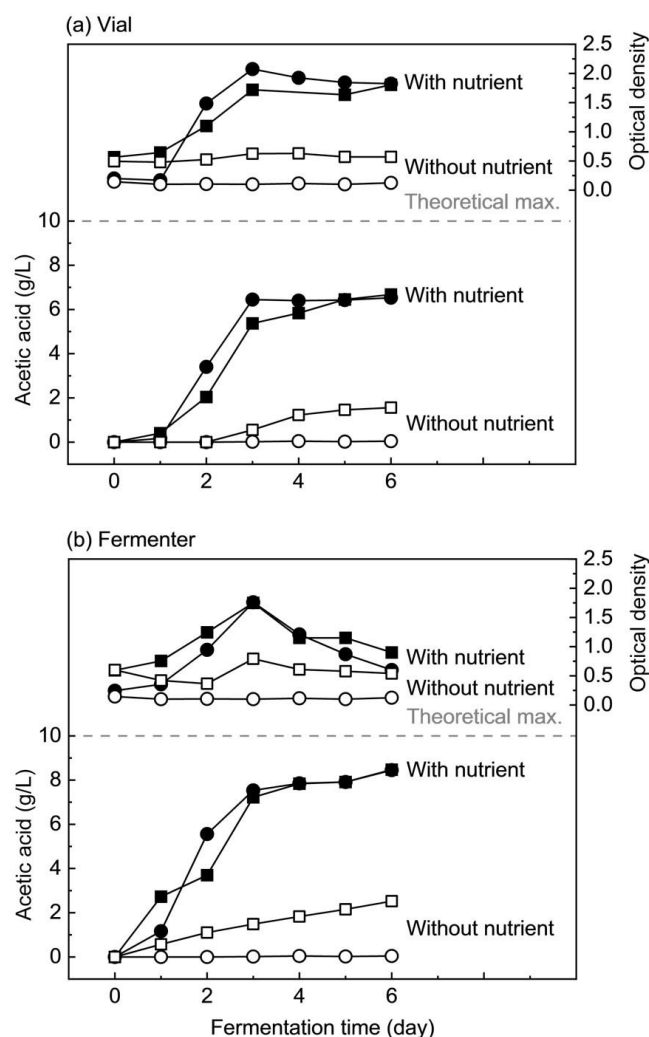 (a) Vial
2.5
With nutrient
2.0
1.5
1.0
Without nutrient
0.5
0.0
Optical density
Theoretical max.
10
8
With nutrient
6
4
2
Without nutrient
0
Acetic acid (g/L)
0 2 4 6
(b) Fermenter
2.5
2.0
1.5
1.0
With nutrient
0.5
Without nutrient
0.0
Optical density
Theoretical max.
10
With nutrient
8
6
4
2
Without nutrient
0
Acetic acid (g/L)
0 2 4 6
Fermentation time (day)